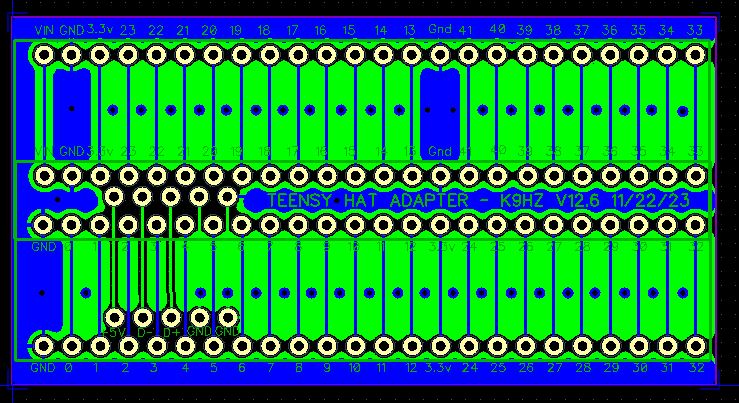 VIN GND 3.3v 23 22 21 20 19 18 17 16 15 14 13 Gnd 41 40 39 38 37 36 35 34 33
VIN GND 3.3v 23 22 21 20 19 18 17 16 15 14 13 Gnd 41 40 39 38 37 36 35 34 33
TEENSY HAT ADAPTER - K9HZ V12.6 11/22/23
GND 0 1 2 3 4 5 6 7 8 9 10 11 12 3.3v 24 25 26 27 28 29 30 31 32
+5V D- D+ GND GND
GND 0 1 2 3 4 5 6 7 8 9 10 11 12 3.3v 24 25 26 27 28 29 30 31 32